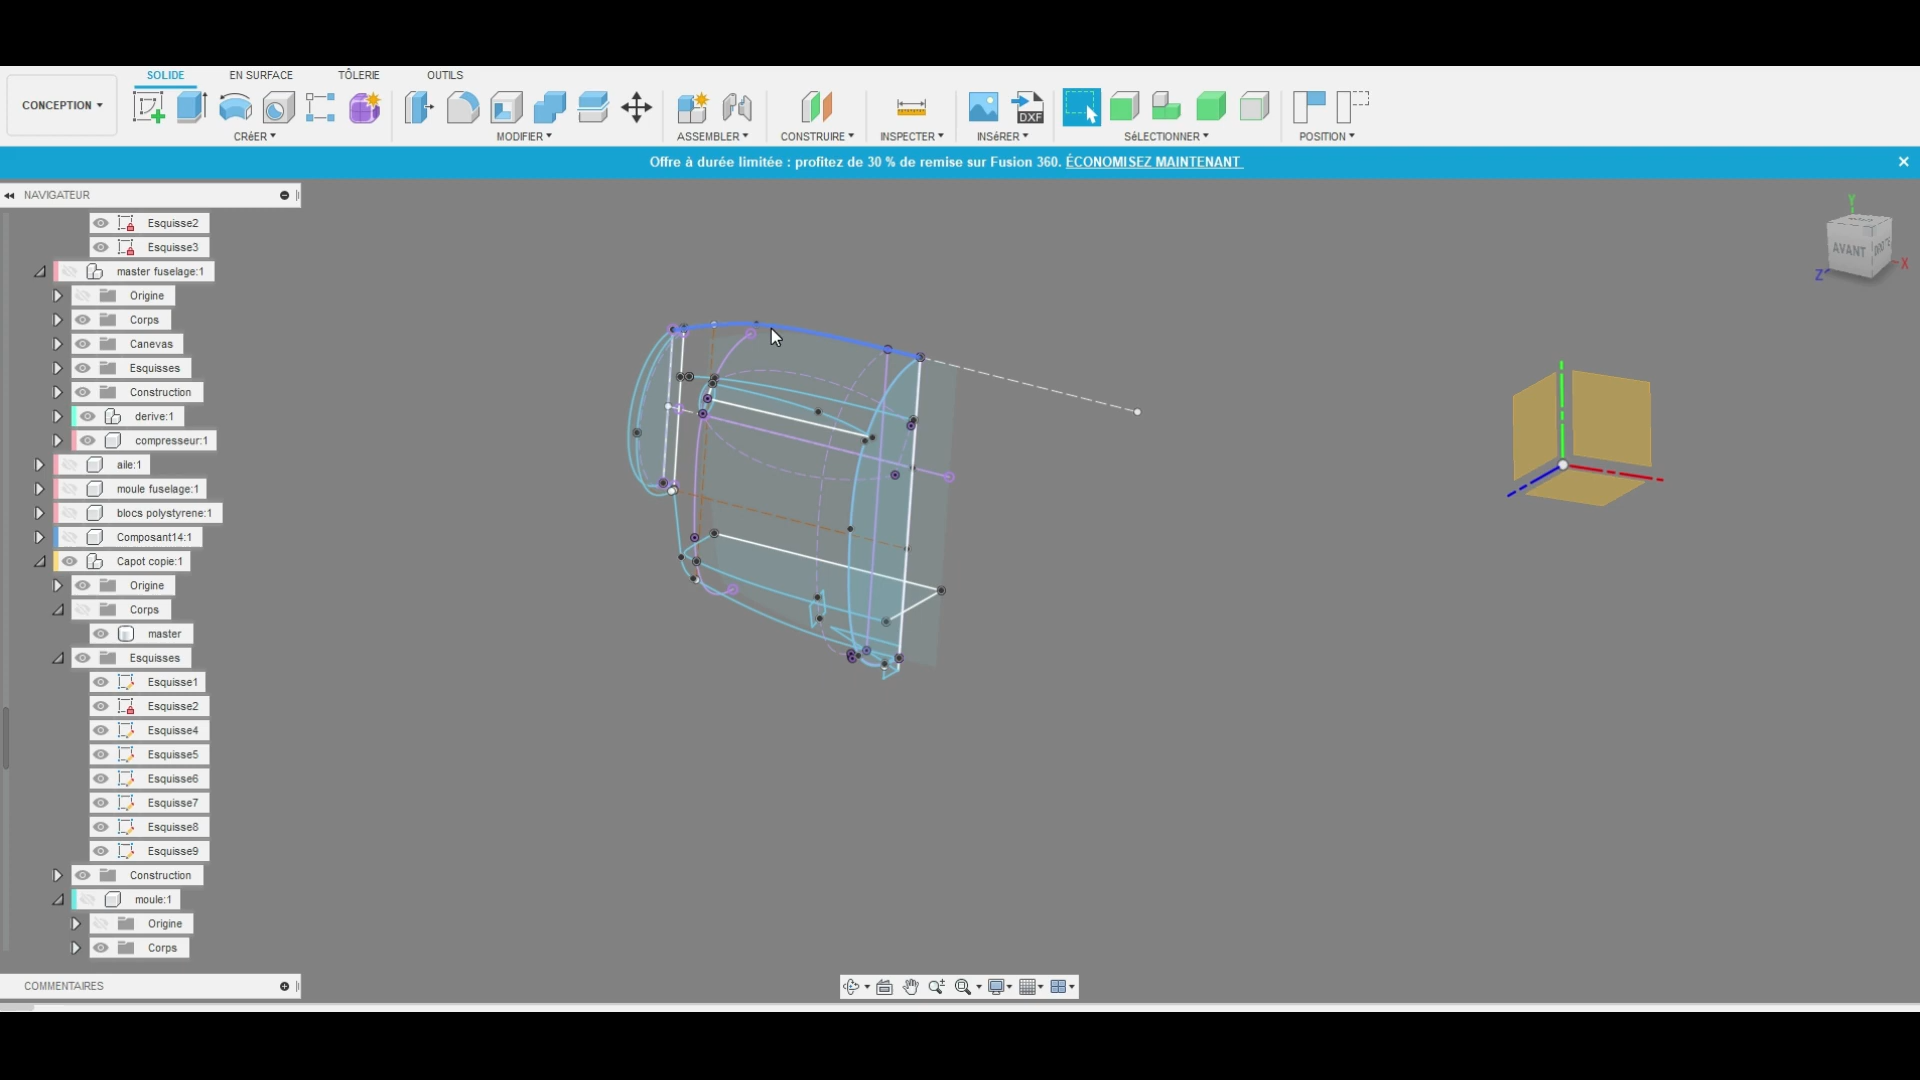 SOLIDE EN SURFACE TÔLERIE OUTILS
CONCEPTION
DXF
CRéER MODIFIER ASSEMBLER CONSTRUIRE INSPECTER INSéRER SéLECTIONNER POSITION
Offre à durée limitée : profitez de 30 % de remise sur Fusion 360. ÉCONOMISEZ MAINTENANT
NAVIGATEUR
Esquisse2
Esquisse3
master fuselage:1
Origine
Corps
Canevas
Esquisses
Construction
derive:1
compresseur:1
aile:1
moule fuselage:1
blocs polystyrene:1
Composant14:1
Capot copie:1
Origine
Corps
master
Esquisses
Esquisse1
Esquisse2
Esquisse4
Esquisse5
Esquisse6
Esquisse7
Esquisse8
Esquisse9
Construction
moule:1
Origine
Corps
COMMENTAIRES
Y
AVANT
X
Z